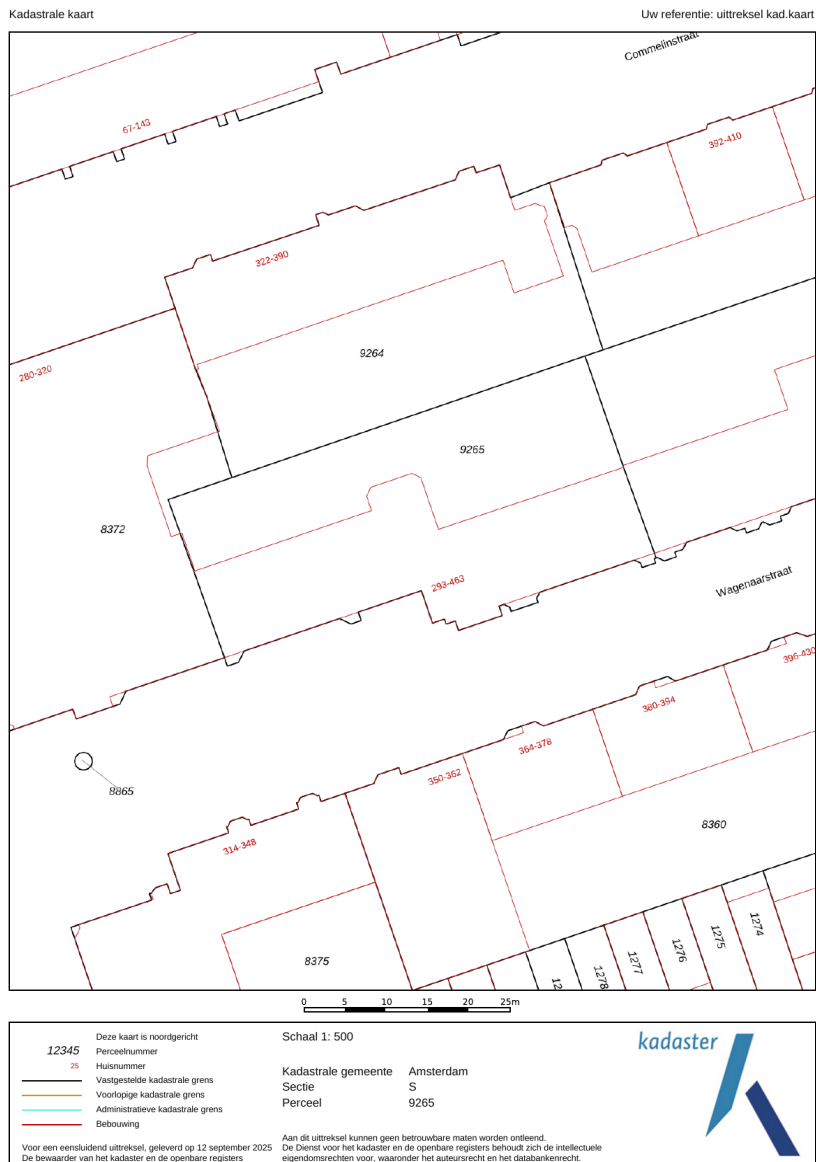 Kadastrale kaart
Uw referentie: uittreksel kad.kaart
Commelinstraat
67-143
392-410
322-390
9264
280-320
9265
8372
293-463
Wagenaarstraat
396-430
380-394
364-378
350-362
8865
314-348
8360
8375
1274
1275
1276
1277
1278
12
0 5 10 15 20 25m
Deze kaart is noordgericht
12345 Perceelnummer
25 Huisnummer
Vastgestelde kadastrale grens
Voorlopige kadastrale grens
Administratieve kadastrale grens
Bebouwing
Voor een eensluidend uittreksel, geleverd op 12 september 2025
De bewaarder van het kadaster en de openbare registers
Schaal 1: 500
Kadastrale gemeente Amsterdam
Sectie S
Perceel 9265
Aan dit uittreksel kunnen geen betrouwbare maten worden ontleend.
De Dienst voor het kadaster en de openbare registers behoudt zich de intellectuele
eigendomsrechten voor, waaronder het auteursrecht en het databankenrecht.
kadaster